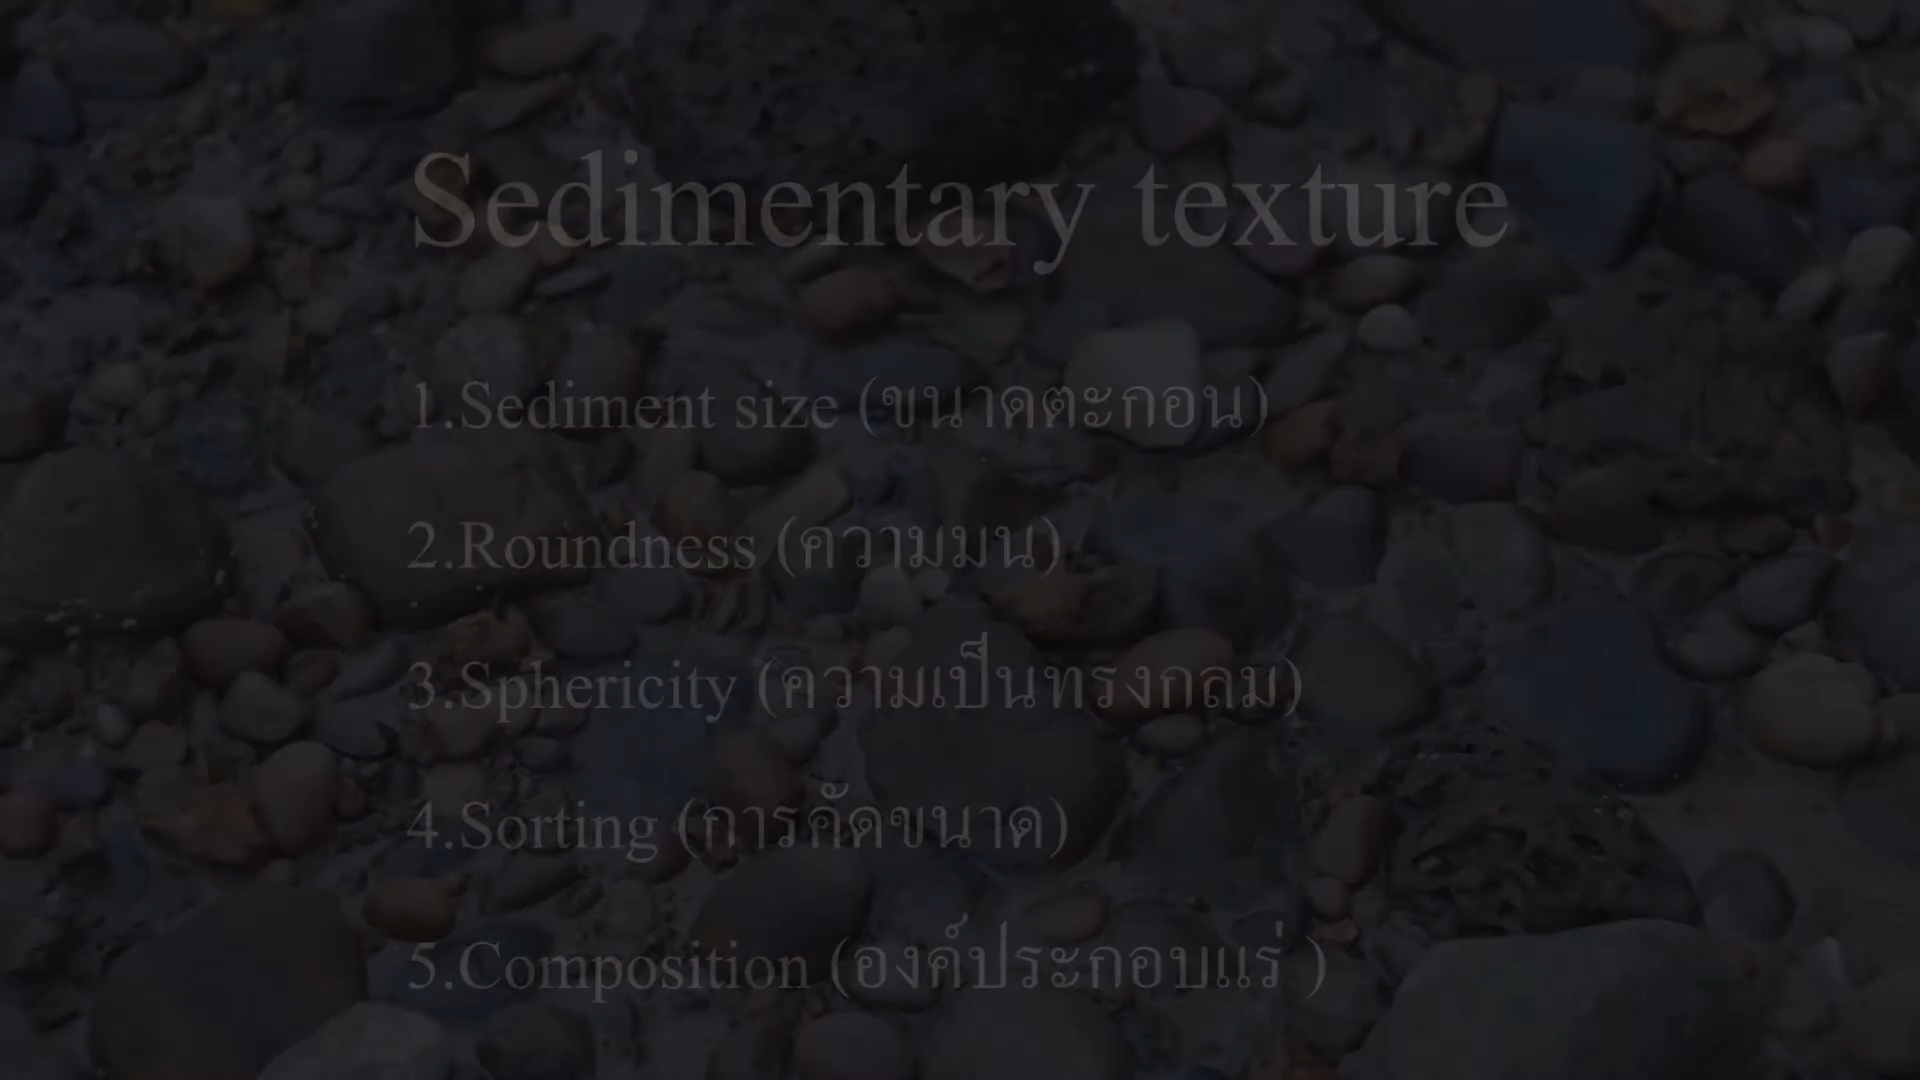 Sedimentary texture
1.Sediment size (ขนาดตะกอน)
2.Roundness (ความมน)
3.Sphericity (ความเป็นทรงกลม)
4.Sorting (การคัดขนาด)
5.Composition (องค์ประกอบแร่ )